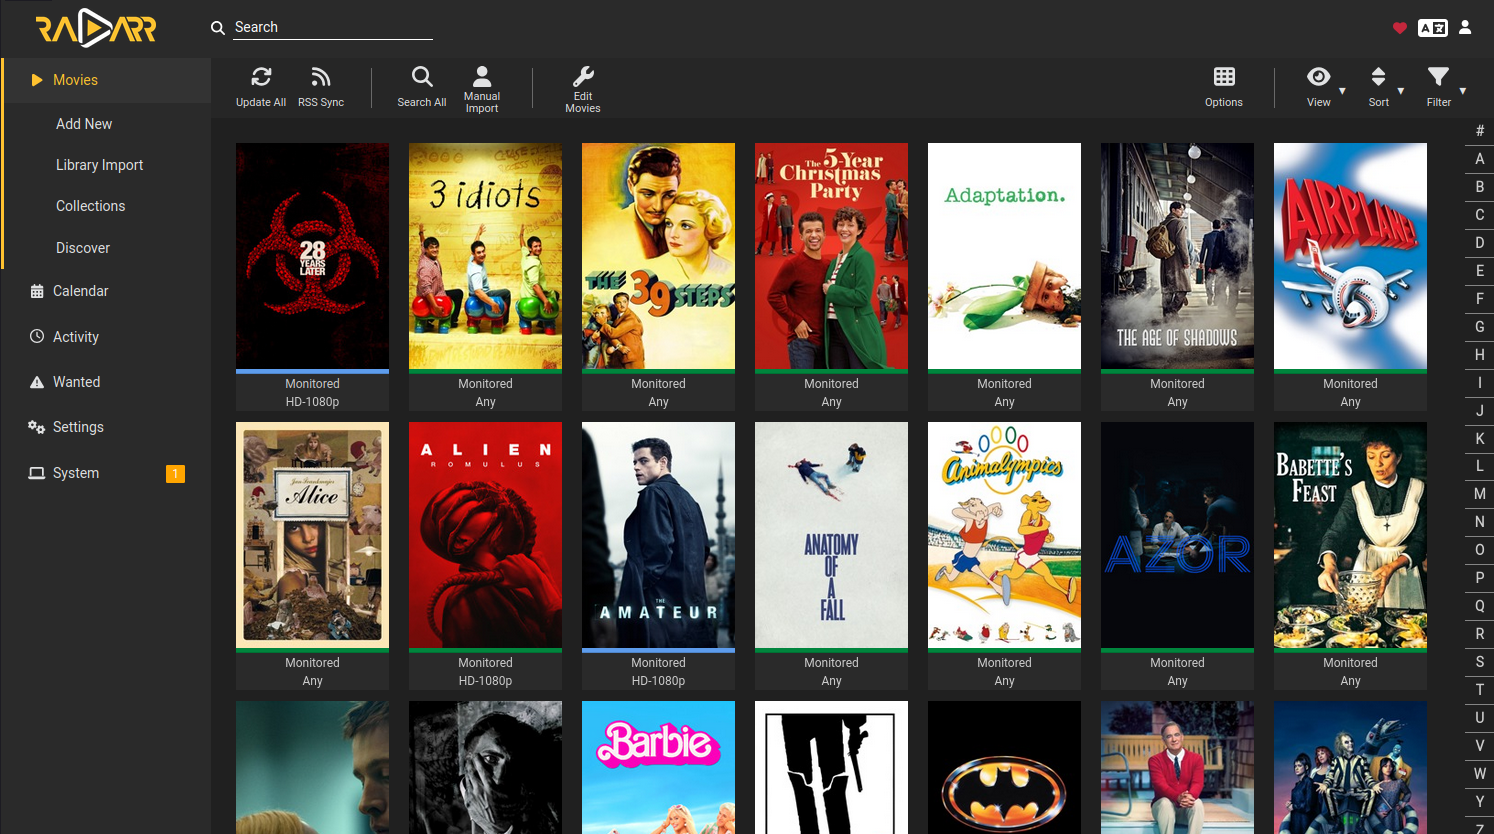 RADARR
Search
Movies
Add New
Library Import
Collections
Discover
Calendar
Activity
Wanted
Settings
System
1
Update All
RSS Sync
Search All
Manual
Import
Edit
Movies
Options
View
Sort
Filter
28
YEARS
LATER
Monitored
HD-1080p
3 idiots
Monitored
Any
THE 39 STEPS
Monitored
Any
The 5-Year
Christmas
Party
Monitored
Any
Adaptation.
Monitored
Any
THE AGE OF SHADOWS
Monitored
Any
AIRPLANE!
Monitored
Any
Jan Svankmajer
Alice
Monitored
Any
ALIEN
ROMULUS
Monitored
HD-1080p
THE
AMATEUR
Monitored
HD-1080p
ANATOMY
OF
A
FALL
Monitored
Any
Animalympics
Monitored
Any
AZOR
Monitored
Any
BABETTE'S
FEAST
Monitored
Any
Barbie
#
A
B
C
D
E
F
G
H
I
J
K
L
M
N
O
P
Q
R
S
T
U
V
W
Y
Z